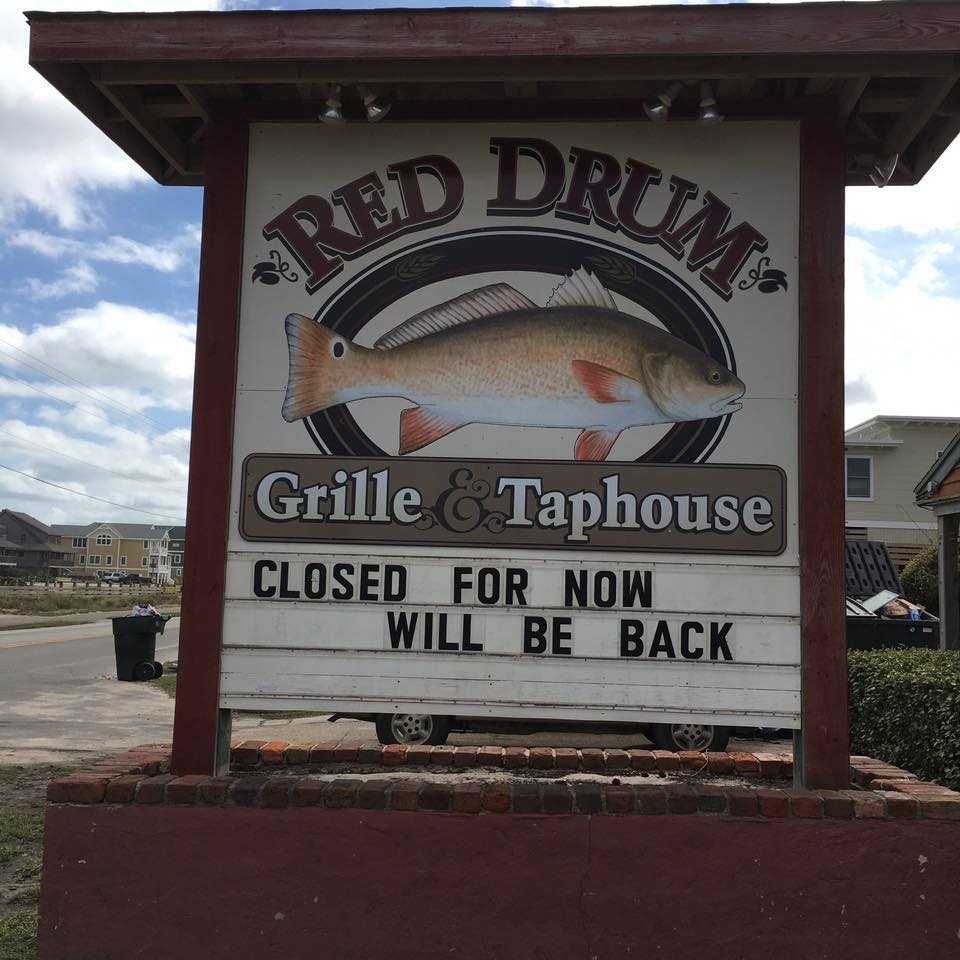 RED DRUM
Grille & Taphouse
CLOSED FOR NOW
WILL BE BACK